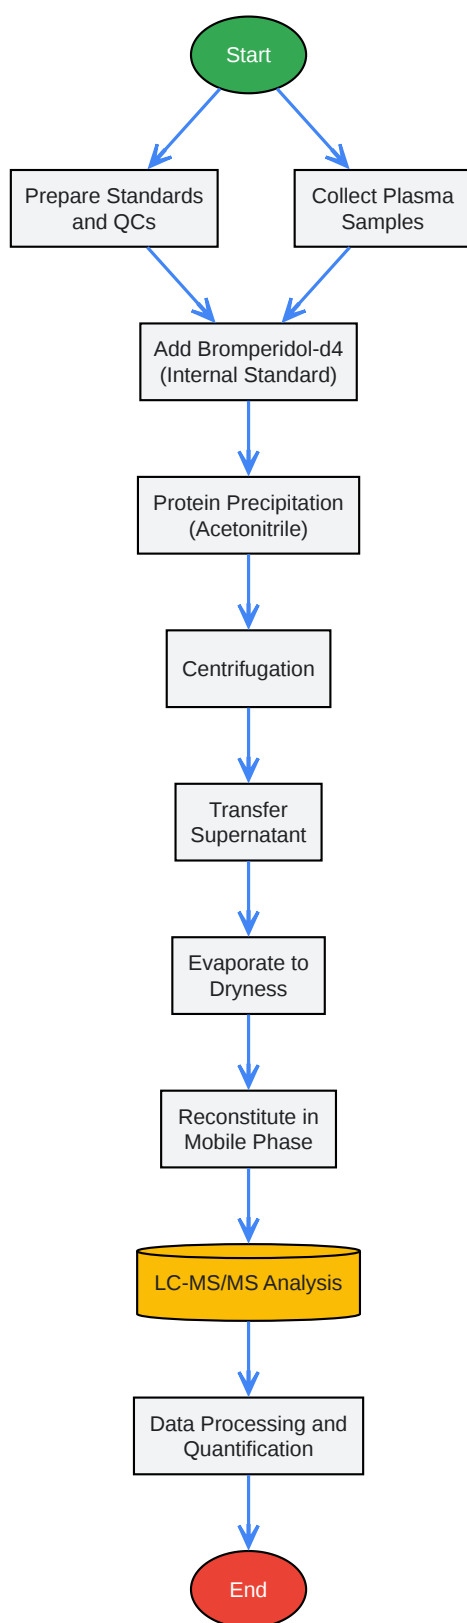 Start
Prepare Standards
and QCs
Collect Plasma
Samples
Add Bromperidol-d4
(Internal Standard)
Protein Precipitation
(Acetonitrile)
Centrifugation
Transfer
Supernatant
Evaporate to
Dryness
Reconstitute in
Mobile Phase
LC-MS/MS Analysis
Data Processing and
Quantification
End